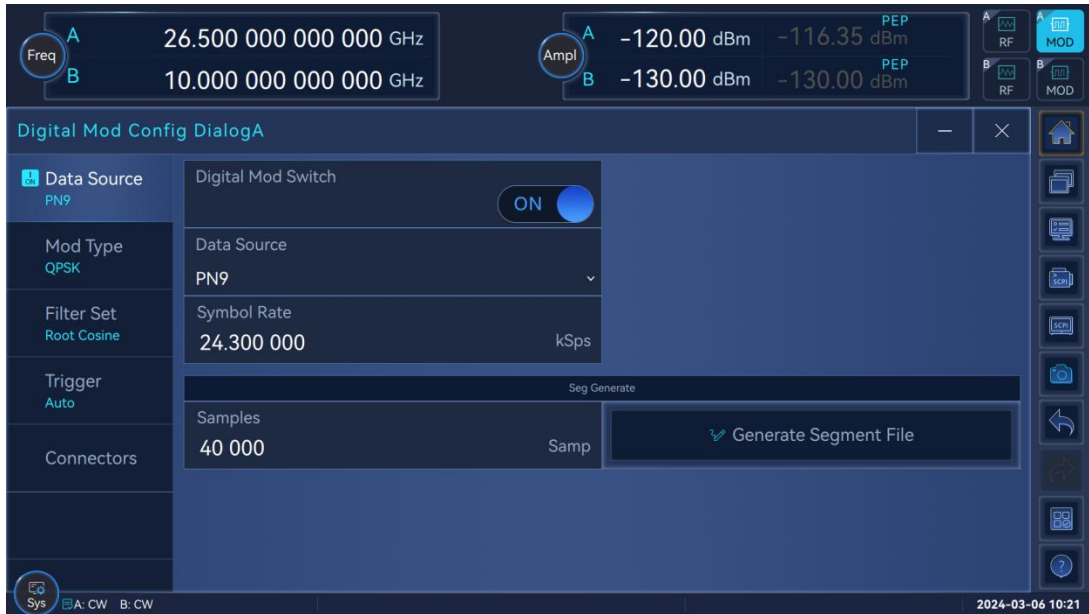 Freq
A 26.500 000 000 000 GHz
B 10.000 000 000 000 GHz
Ampl
A -120.00 dBm -116.35 dBm PEP
B -130.00 dBm -130.00 dBm PEP
A RF
A MOD
B RF
B MOD
Digital Mod Config DialogA
I ON Data Source
PN9
Mod Type
QPSK
Filter Set
Root Cosine
Trigger
Auto
Connectors
Digital Mod Switch
ON
Data Source
PN9
Symbol Rate
24.300 000 kSps
Seg Generate
Samples
40 000 Samp
Generate Segment File
SCPI
SCPI
Sys
A: CW B: CW
2024-03-06 10:21